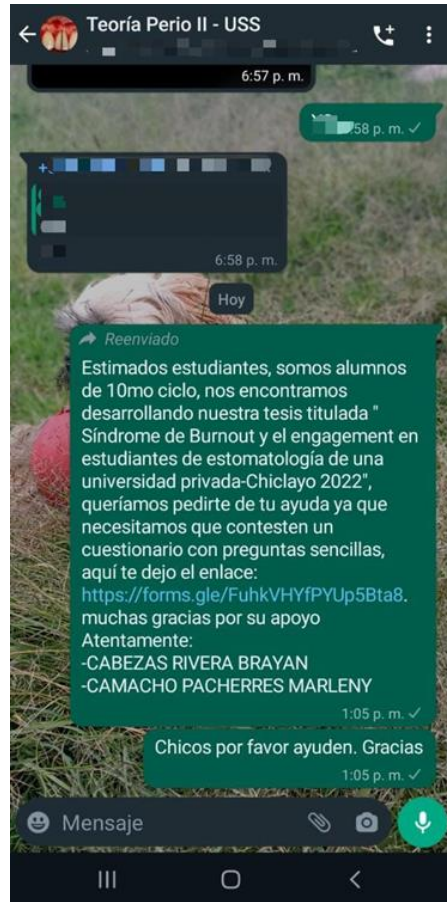 Teoría Perio II - USS
6:57 p. m.
58 p. m.
6:58 p. m.
Hoy
Reenviado
Estimados estudiantes, somos alumnos
de 10mo ciclo, nos encontramos
desarrollando nuestra tesis titulada "
Síndrome de Burnout y el engagement en
estudiantes de estomatología de una
universidad privada-Chiclayo 2022",
queríamos pedirte de tu ayuda ya que
necesitamos que contesten un
cuestionario con preguntas sencillas,
aquí te dejo el enlace:
https://forms.gle/FuhkVHYfPYUp5Bta8.
muchas gracias por su apoyo
Atentamente:
-CABEZAS RIVERA BRAYAN
-CAMACHO PACHERRES MARLENY
1:05 p. m.
Chicos por favor ayuden. Gracias
1:05 p. m.
Mensaje